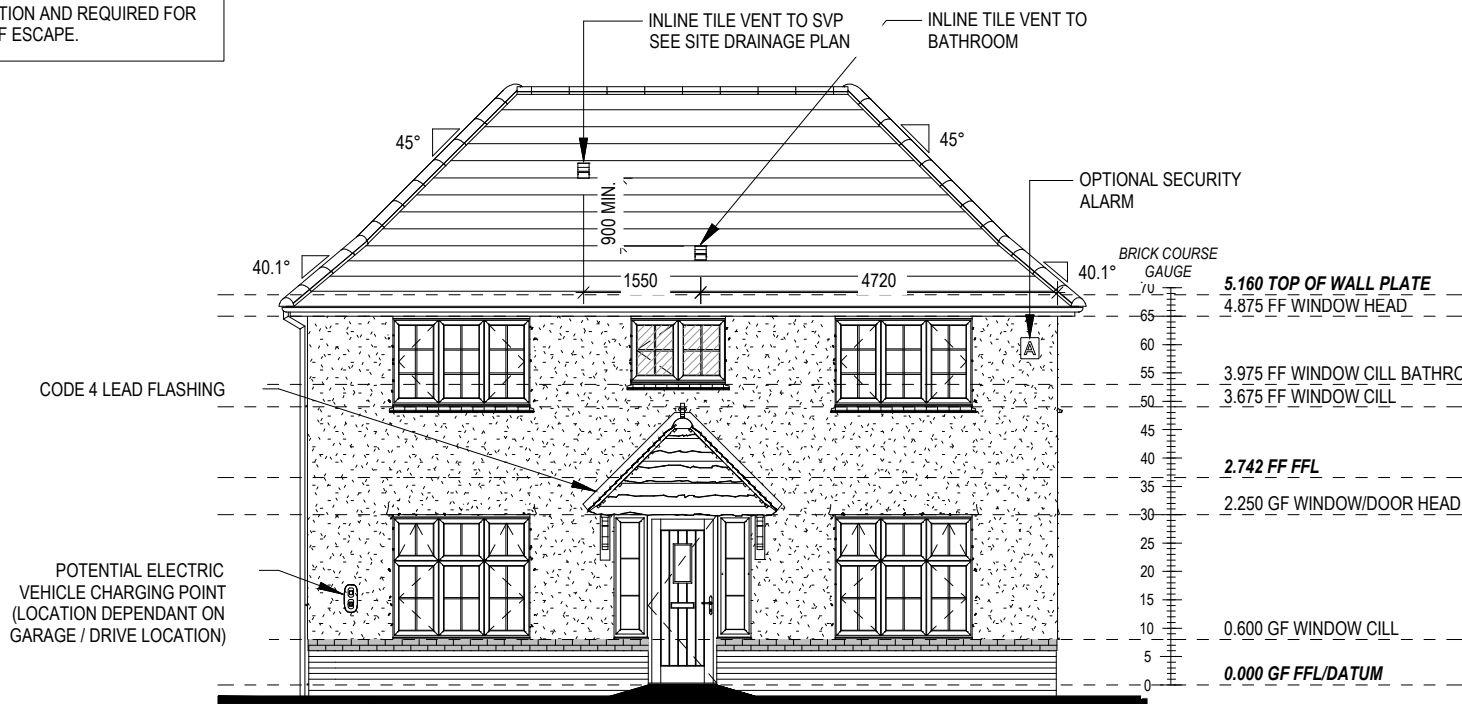 TION AND REQUIRED FOR
F ESCAPE.
INLINE TILE VENT TO SVP
SEE SITE DRAINAGE PLAN
INLINE TILE VENT TO
BATHROOM
45°
45°
OPTIONAL SECURITY
ALARM
900 MIN.
BRICK COURSE
GAUGE
40.1°
40.1°
1550
4720
70
5.160 TOP OF WALL PLATE
4.875 FF WINDOW HEAD
65
A
60
55
3.975 FF WINDOW CILL BATHRO
3.675 FF WINDOW CILL
CODE 4 LEAD FLASHING
50
45
40
2.742 FF FFL
35
2.250 GF WINDOW/DOOR HEAD
30
25
POTENTIAL ELECTRIC
VEHICLE CHARGING POINT
(LOCATION DEPENDANT ON
GARAGE / DRIVE LOCATION)
20
15
10
0.600 GF WINDOW CILL
5
0.000 GF FFL/DATUM
0